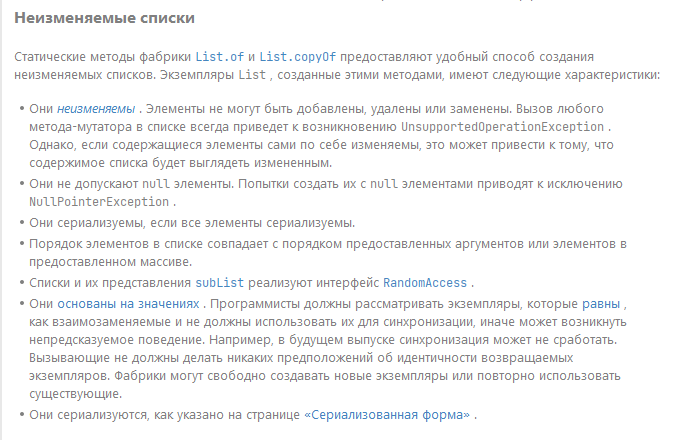 Неизменяемые списки
Статические методы фабрики List.of и List.copyOf предоставляют удобный способ создания
неизменяемых списков. Экземпляры List , созданные этими методами, имеют следующие характеристики:
• Они неизменяемы . Элементы не могут быть добавлены, удалены или заменены. Вызов любого
метода-мутатора в списке всегда приведет к возникновению UnsupportedOperationException .
Однако, если содержащиеся элементы сами по себе изменяемы, это может привести к тому, что
содержимое списка будет выглядеть измененным.
• Они не допускают null элементы. Попытки создать их с null элементами приводят к исключению
NullPointerException .
• Они сериализуемы, если все элементы сериализуемы.
• Порядок элементов в списке совпадает с порядком предоставленных аргументов или элементов в
предоставленном массиве.
• Списки и их представления subList реализуют интерфейс RandomAccess .
• Они основаны на значениях . Программисты должны рассматривать экземпляры, которые равны ,
как взаимозаменяемые и не должны использовать их для синхронизации, иначе может возникнуть
непредсказуемое поведение. Например, в будущем выпуске синхронизация может не сработать.
Вызывающие не должны делать никаких предположений об идентичности возвращаемых
экземпляров. Фабрики могут свободно создавать новые экземпляры или повторно использовать
существующие.
• Они сериализуются, как указано на странице «Сериализованная форма» .